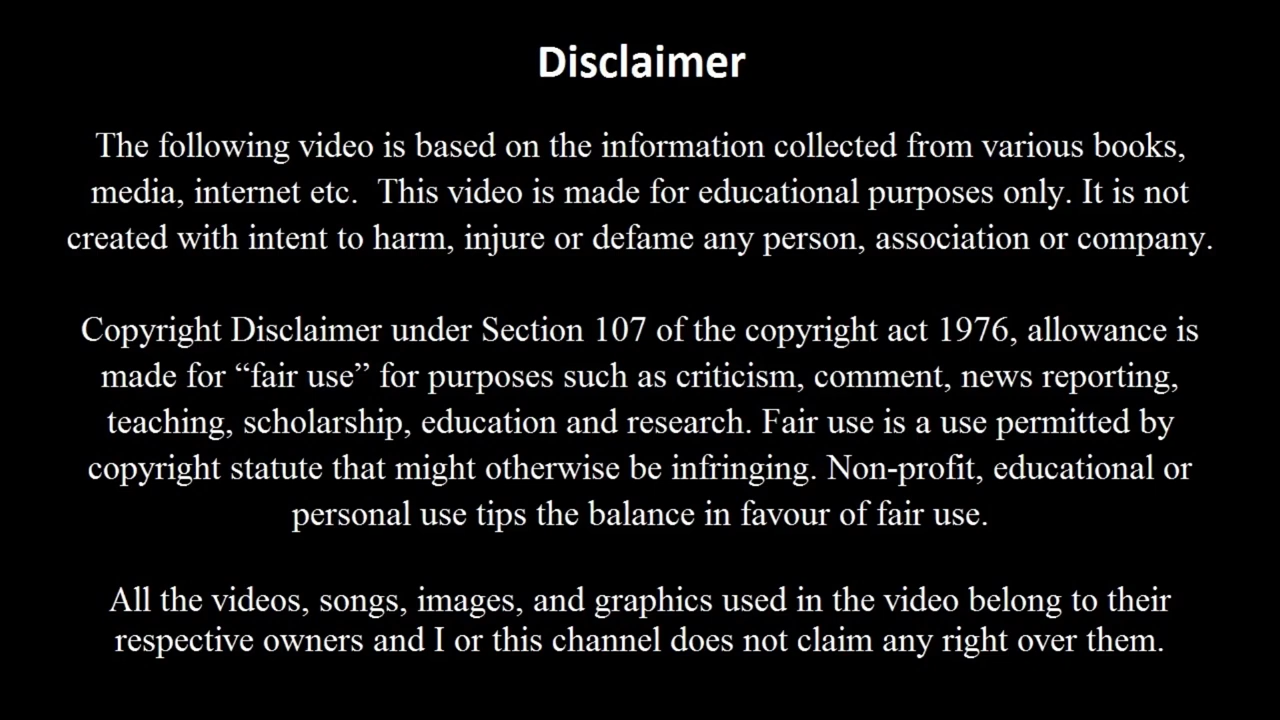 Disclaimer
The following video is based on the information collected from various books,
media, internet etc.  This video is made for educational purposes only. It is not
created with intent to harm, injure or defame any person, association or company.
Copyright Disclaimer under Section 107 of the copyright act 1976, allowance is
made for “fair use” for purposes such as criticism, comment, news reporting,
teaching, scholarship, education and research. Fair use is a use permitted by
copyright statute that might otherwise be infringing. Non-profit, educational or
personal use tips the balance in favour of fair use.
All the videos, songs, images, and graphics used in the video belong to their
respective owners and I or this channel does not claim any right over them.